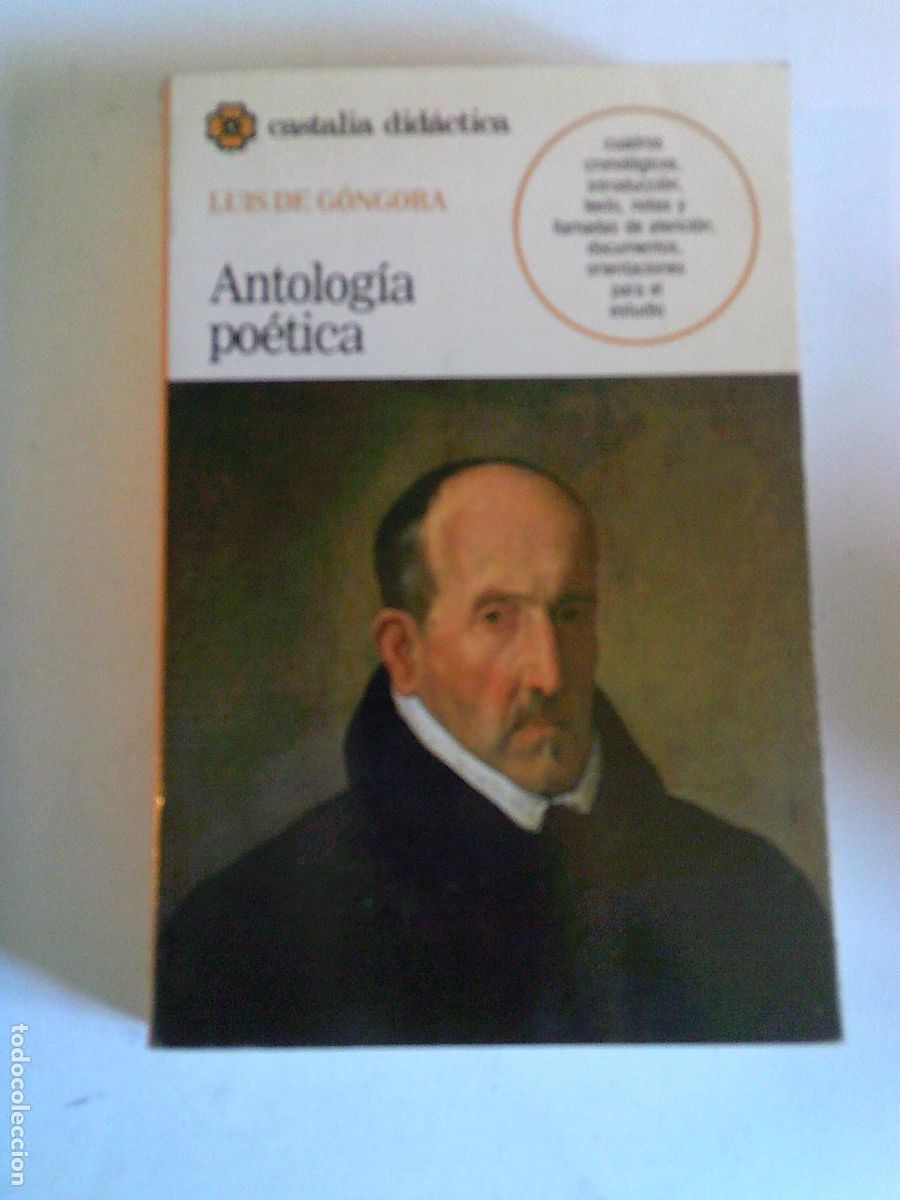 castalia didáctica
LUIS DE GÓNGORA
Antología
poética
cuadros
cronológicos,
introducción,
texto, notas y
llamadas de atención,
documentos,
orientaciones
para el
estudio
todocoleccion